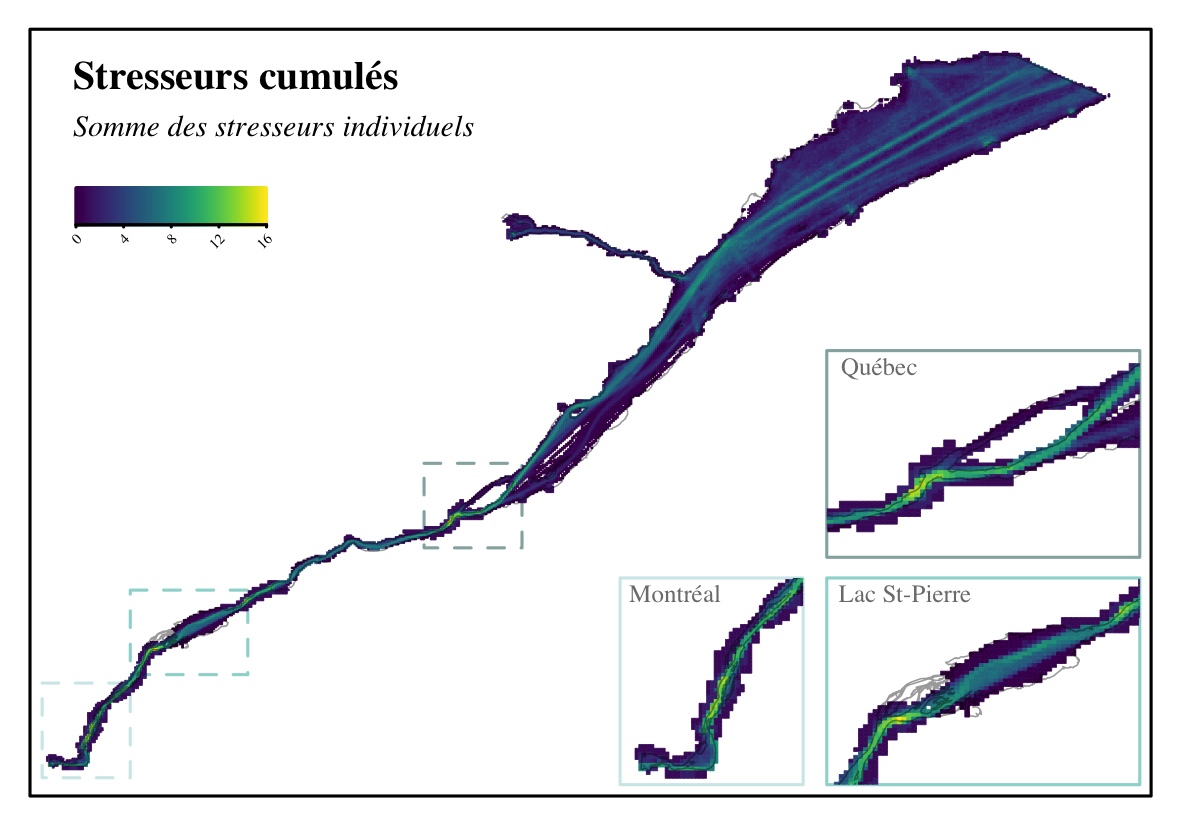 Stresseurs cumulés
Somme des stresseurs individuels
0 4 8 12 16
Québec
Montréal
Lac St-Pierre